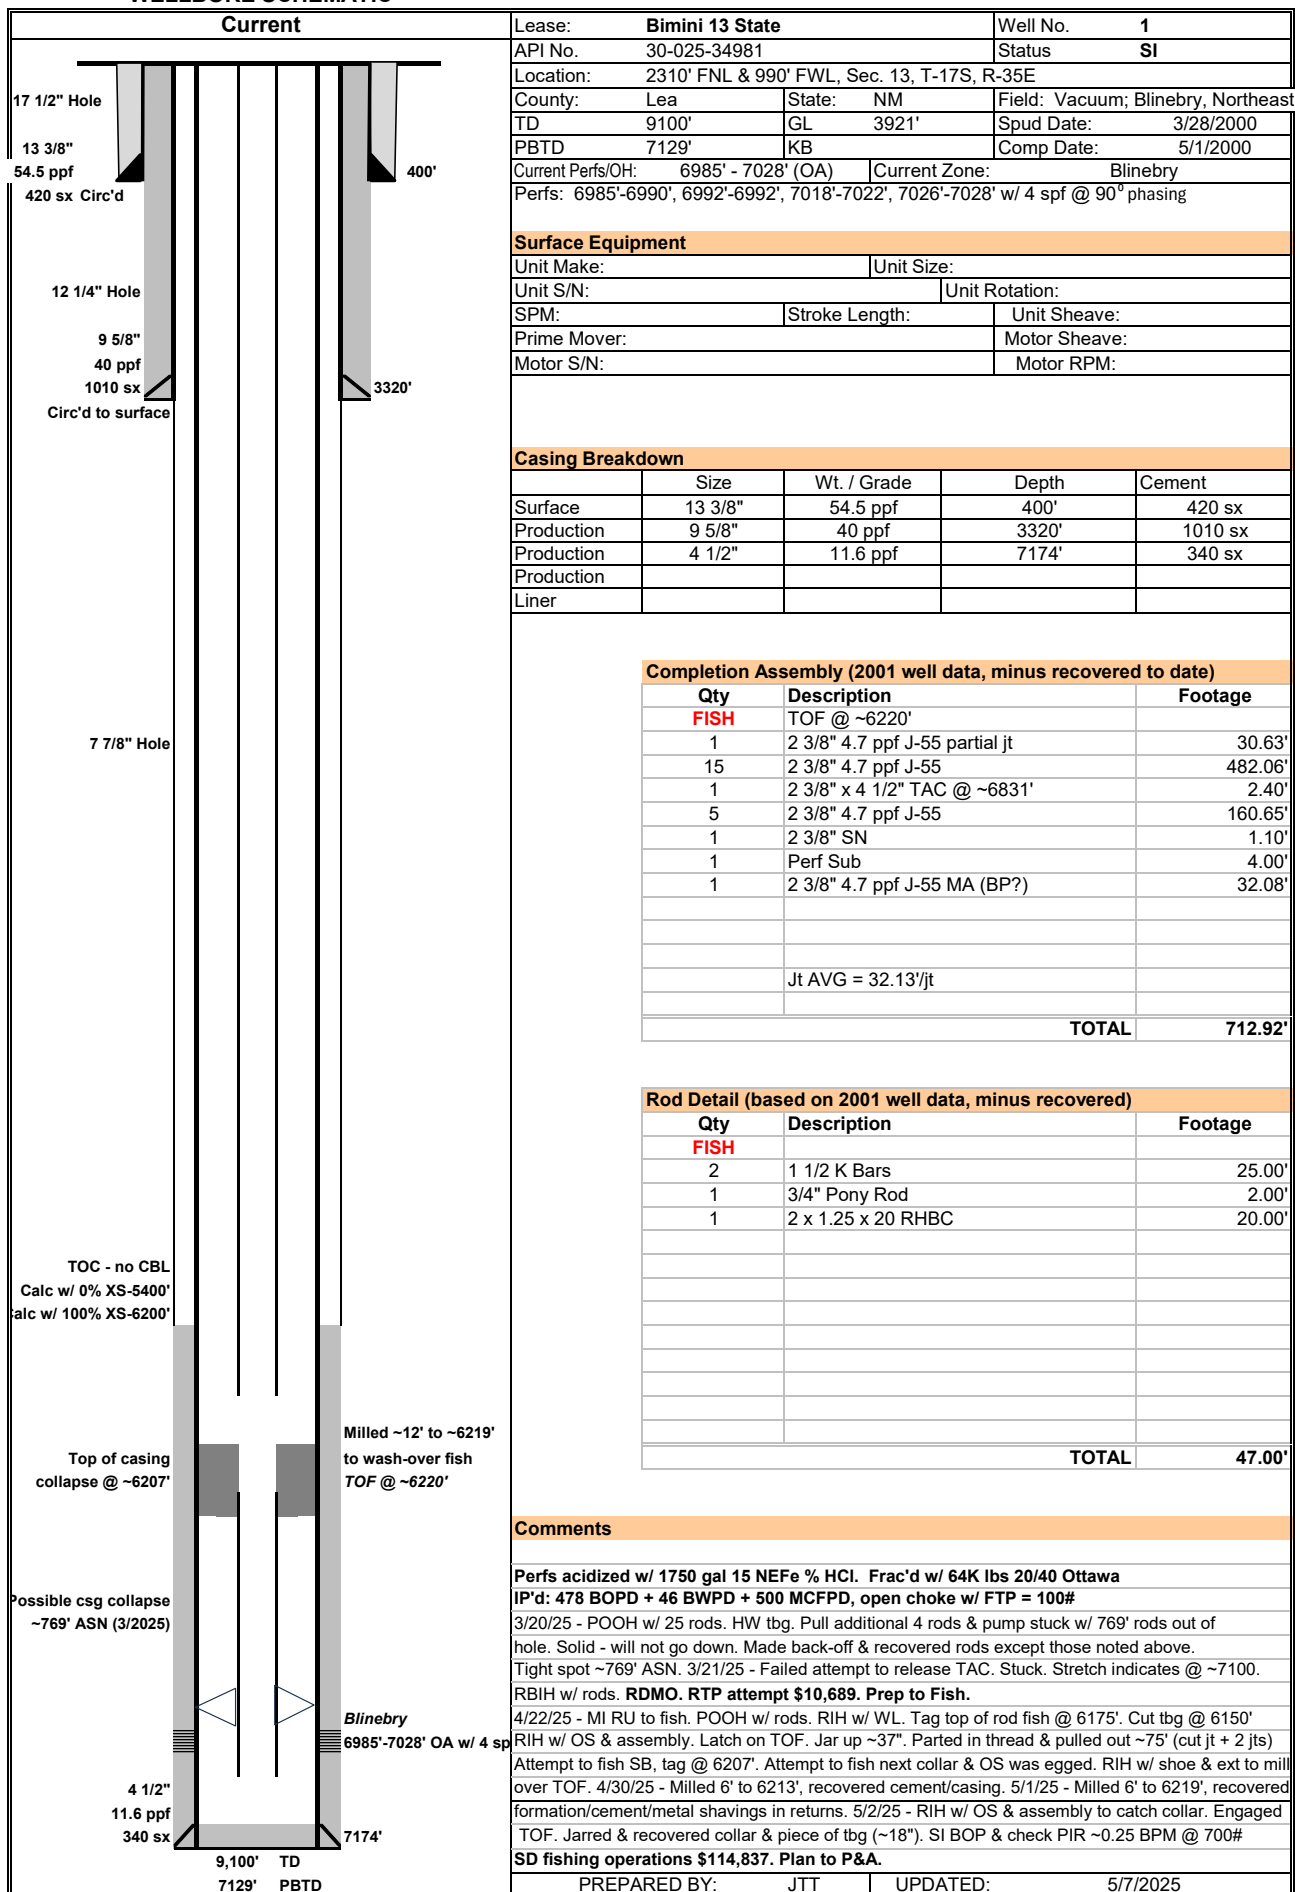 WELLBORE SCHEMATIC
Current
17 1/2" Hole
13 3/8"
54.5 ppf
420 sx Circ'd
400'
12 1/4" Hole
9 5/8"
40 ppf
1010 sx
Circ'd to surface
3320'
7 7/8" Hole
TOC - no CBL
Calc w/ 0% XS-5400'
alc w/ 100% XS-6200'
Milled ~12' to ~6219'
to wash-over fish
TOF @ ~6220'
Top of casing
collapse @ ~6207'
Possible csg collapse
~769' ASN (3/2025)
Blinebry
6985'-7028' OA w/ 4 sp
4 1/2"
11.6 ppf
340 sx
7174'
9,100' TD
7129' PBTD
Lease: Bimini 13 State Well No. 1
API No. 30-025-34981 Status SI
Location: 2310' FNL & 990' FWL, Sec. 13, T-17S, R-35E
County: Lea State: NM Field: Vacuum; Blinebry, Northeast
TD 9100' GL 3921' Spud Date: 3/28/2000
PBTD 7129' KB Comp Date: 5/1/2000
Current Perfs/OH: 6985' - 7028' (OA) Current Zone: Blinebry
Perfs: 6985'-6990', 6992'-6992', 7018'-7022', 7026'-7028' w/ 4 spf @ 90⁰ phasing
Surface Equipment
Unit Make: Unit Size:
Unit S/N: Unit Rotation:
SPM: Stroke Length: Unit Sheave:
Prime Mover: Motor Sheave:
Motor S/N: Motor RPM:
Casing Breakdown
Size Wt. / Grade Depth Cement
Surface 13 3/8" 54.5 ppf 400' 420 sx
Production 9 5/8" 40 ppf 3320' 1010 sx
Production 4 1/2" 11.6 ppf 7174' 340 sx
Production
Liner
Completion Assembly (2001 well data, minus recovered to date)
Qty Description Footage
FISH TOF @ ~6220'
1 2 3/8" 4.7 ppf J-55 partial jt 30.63'
15 2 3/8" 4.7 ppf J-55 482.06'
1 2 3/8" x 4 1/2" TAC @ ~6831' 2.40'
5 2 3/8" 4.7 ppf J-55 160.65'
1 2 3/8" SN 1.10'
1 Perf Sub 4.00'
1 2 3/8" 4.7 ppf J-55 MA (BP?) 32.08'
Jt AVG = 32.13'/jt
TOTAL 712.92'
Rod Detail (based on 2001 well data, minus recovered)
Qty Description Footage
FISH
2 1 1/2 K Bars 25.00'
1 3/4" Pony Rod 2.00'
1 2 x 1.25 x 20 RHBC 20.00'
TOTAL 47.00'
Comments
Perfs acidized w/ 1750 gal 15 NEFe % HCl. Frac'd w/ 64K lbs 20/40 Ottawa
IP'd: 478 BOPD + 46 BWPD + 500 MCFPD, open choke w/ FTP = 100#
3/20/25 - POOH w/ 25 rods. HW tbg. Pull additional 4 rods & pump stuck w/ 769' rods out of
hole. Solid - will not go down. Made back-off & recovered rods except those noted above.
Tight spot ~769' ASN. 3/21/25 - Failed attempt to release TAC. Stuck. Stretch indicates @ ~7100.
RBIH w/ rods. RDMO. RTP attempt $10,689. Prep to Fish.
4/22/25 - MI RU to fish. POOH w/ rods. RIH w/ WL. Tag top of rod fish @ 6175'. Cut tbg @ 6150'
RIH w/ OS & assembly. Latch on TOF. Jar up ~37". Parted in thread & pulled out ~75' (cut jt + 2 jts)
Attempt to fish SB, tag @ 6207'. Attempt to fish next collar & OS was egged. RIH w/ shoe & ext to mill
over TOF. 4/30/25 - Milled 6' to 6213', recovered cement/casing. 5/1/25 - Milled 6' to 6219', recovered
formation/cement/metal shavings in returns. 5/2/25 - RIH w/ OS & assembly to catch collar. Engaged
TOF. Jarred & recovered collar & piece of tbg (~18"). SI BOP & check PIR ~0.25 BPM @ 700#
SD fishing operations $114,837. Plan to P&A.
PREPARED BY: JTT UPDATED: 5/7/2025